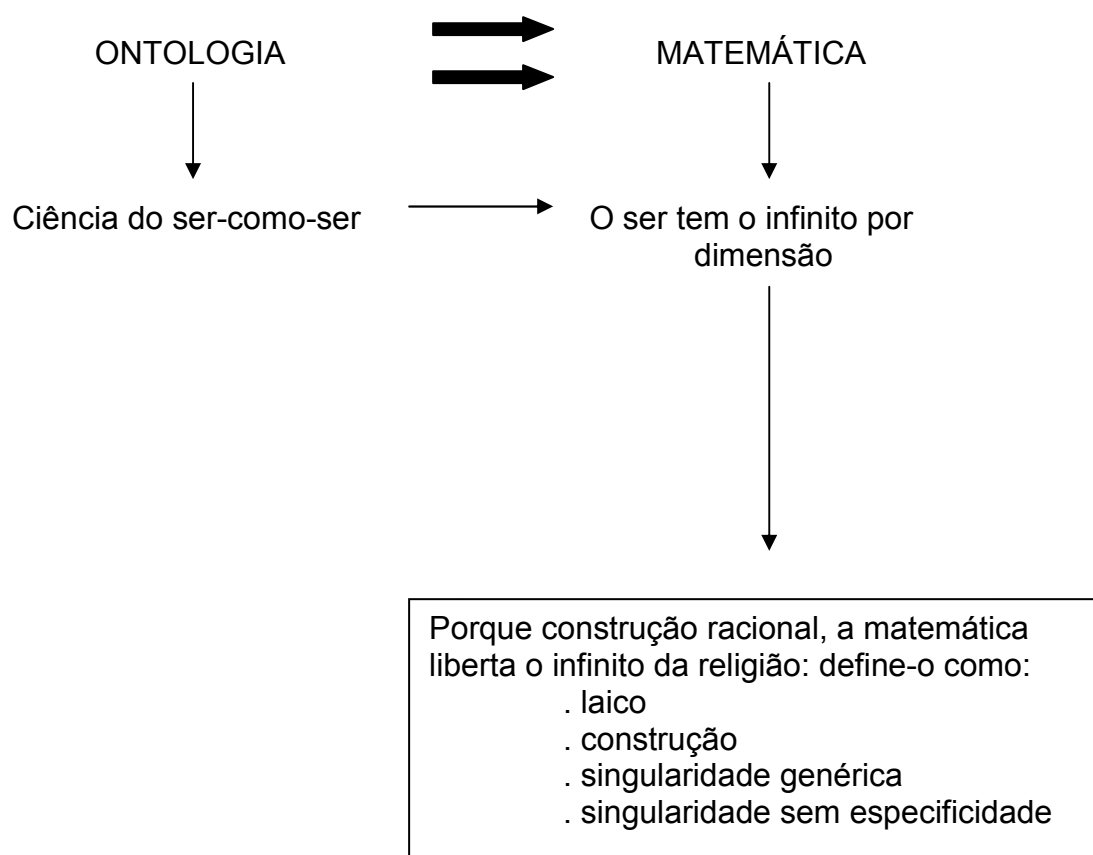 ONTOLOGIA
MATEMÁTICA
Ciência do ser-como-ser
O ser tem o infinito por
dimensão
Porque construção racional, a matemática
liberta o infinito da religião: define-o como:
. laico
. construção
. singularidade genérica
. singularidade sem especificidade